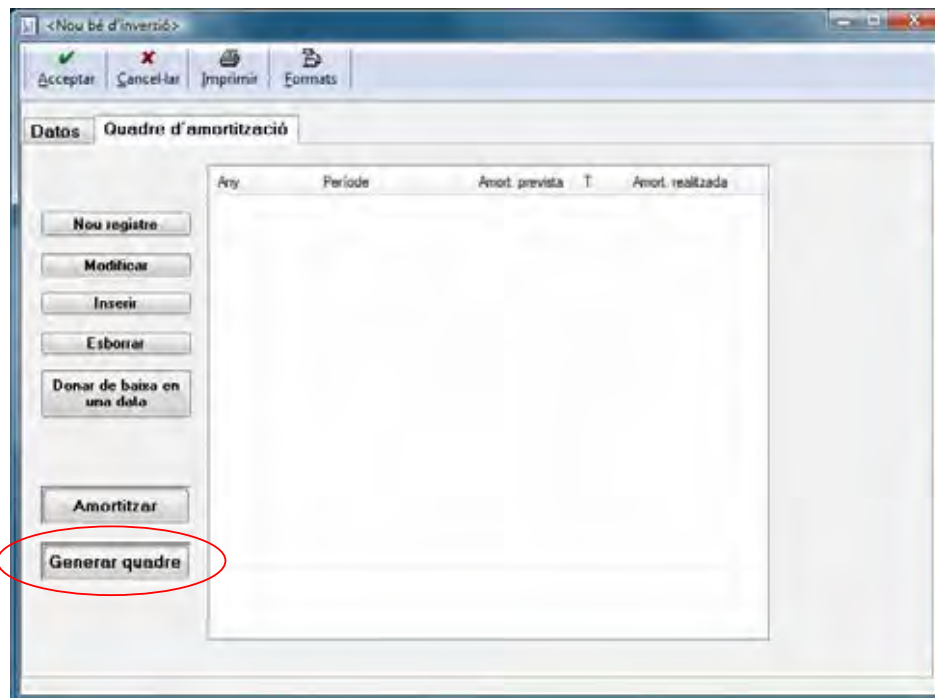 <Nou bé d'inversió>
Acceptar Cancel·lar Imprimir Formats
Datos Quadre d'amortització
Any Període Amort. prevista T Amort. realitzada
Nou registre
Modificar
Inserir
Esborrar
Donar de baixa en
una data
Amortitzar
Generar quadre